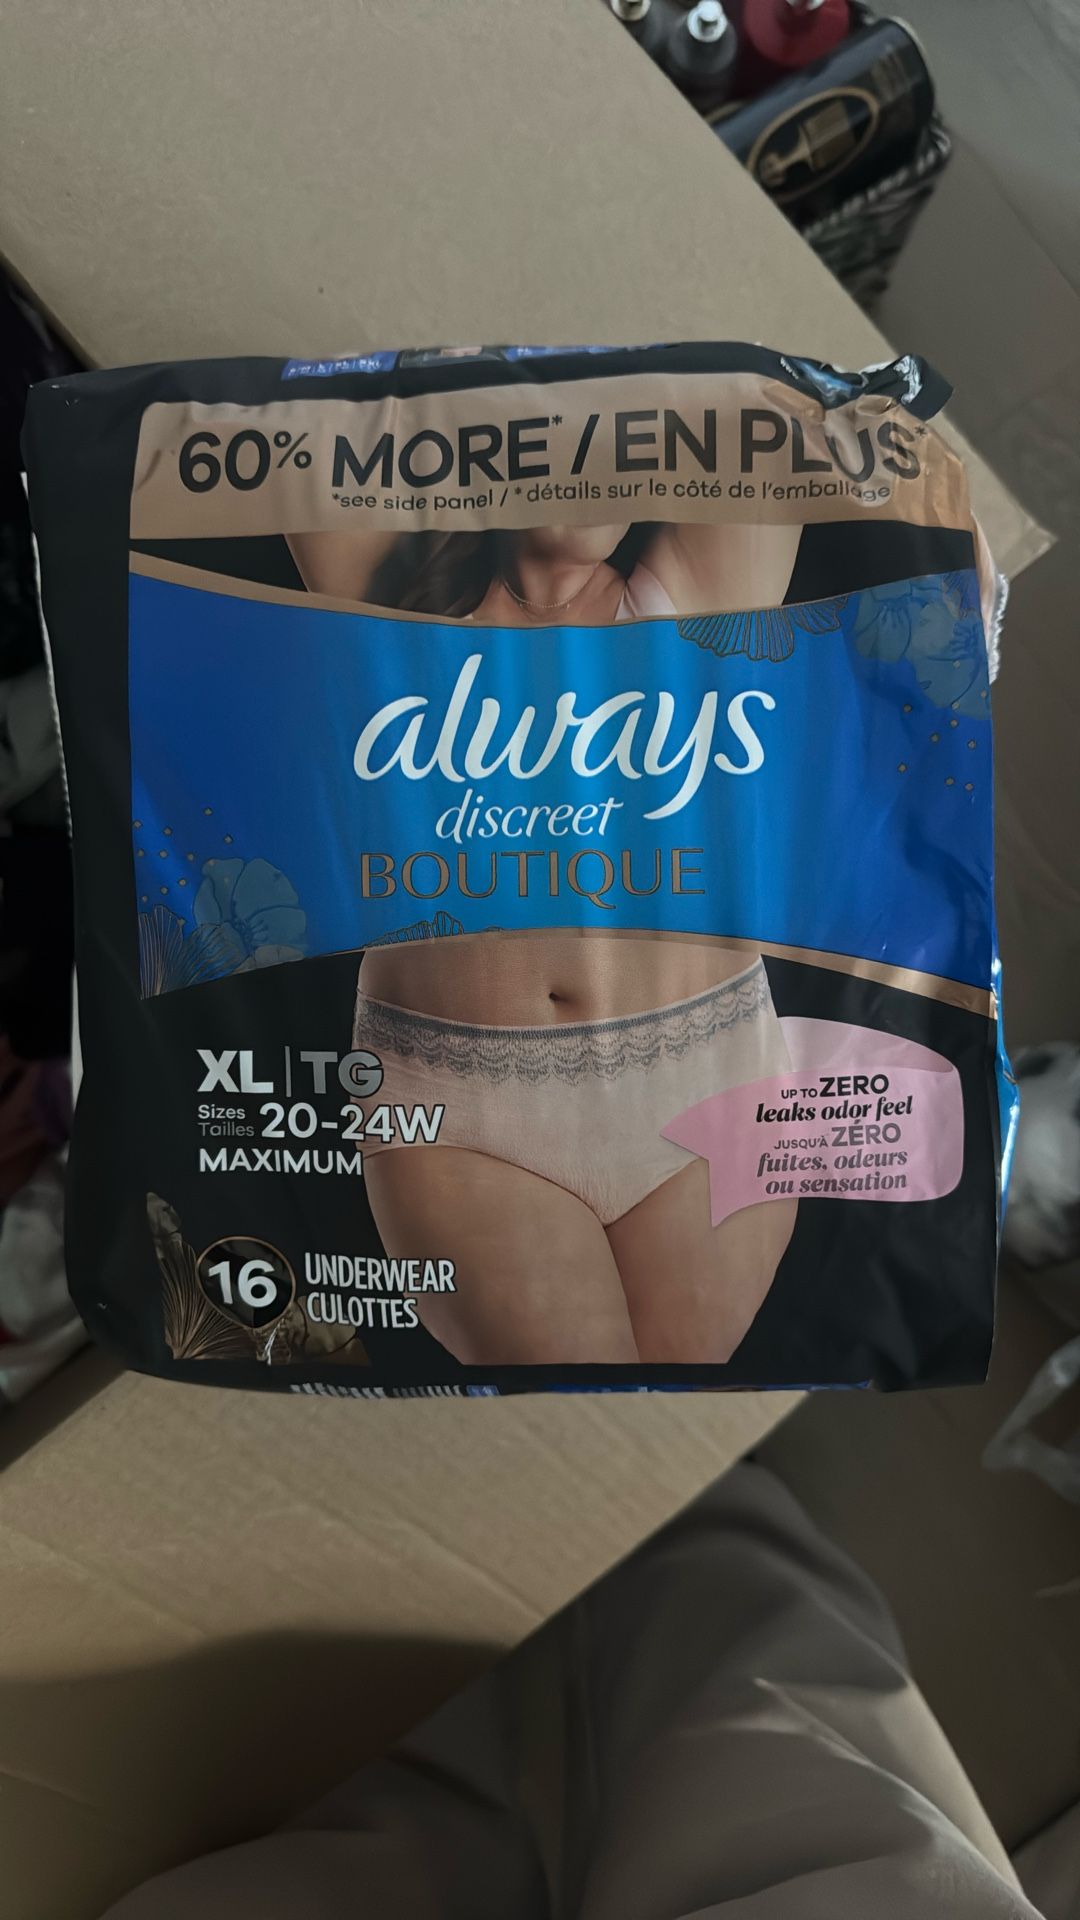 60% MORE* / EN PLUS*
*see side panel / *détails sur le côté de l'emballage
always
discreet
BOUTIQUE
XL | TG
Sizes
Tailles 20-24W
MAXIMUM
UP TO ZERO
leaks odor feel
JUSQU'À ZÉRO
fuites, odeurs
ou sensation
16 UNDERWEAR
CULOTTES